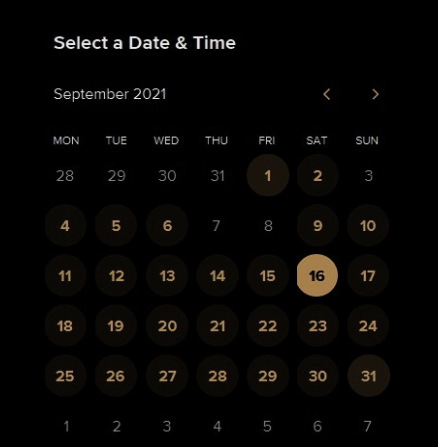 Select a Date & Time
September 2021
MON TUE WED THU FRI SAT SUN
28 29 30 31 1 2 3
4 5 6 7 8 9 10
11 12 13 14 15 16 17
18 19 20 21 22 23 24
25 26 27 28 29 30 31
1 2 3 4 5 6 7